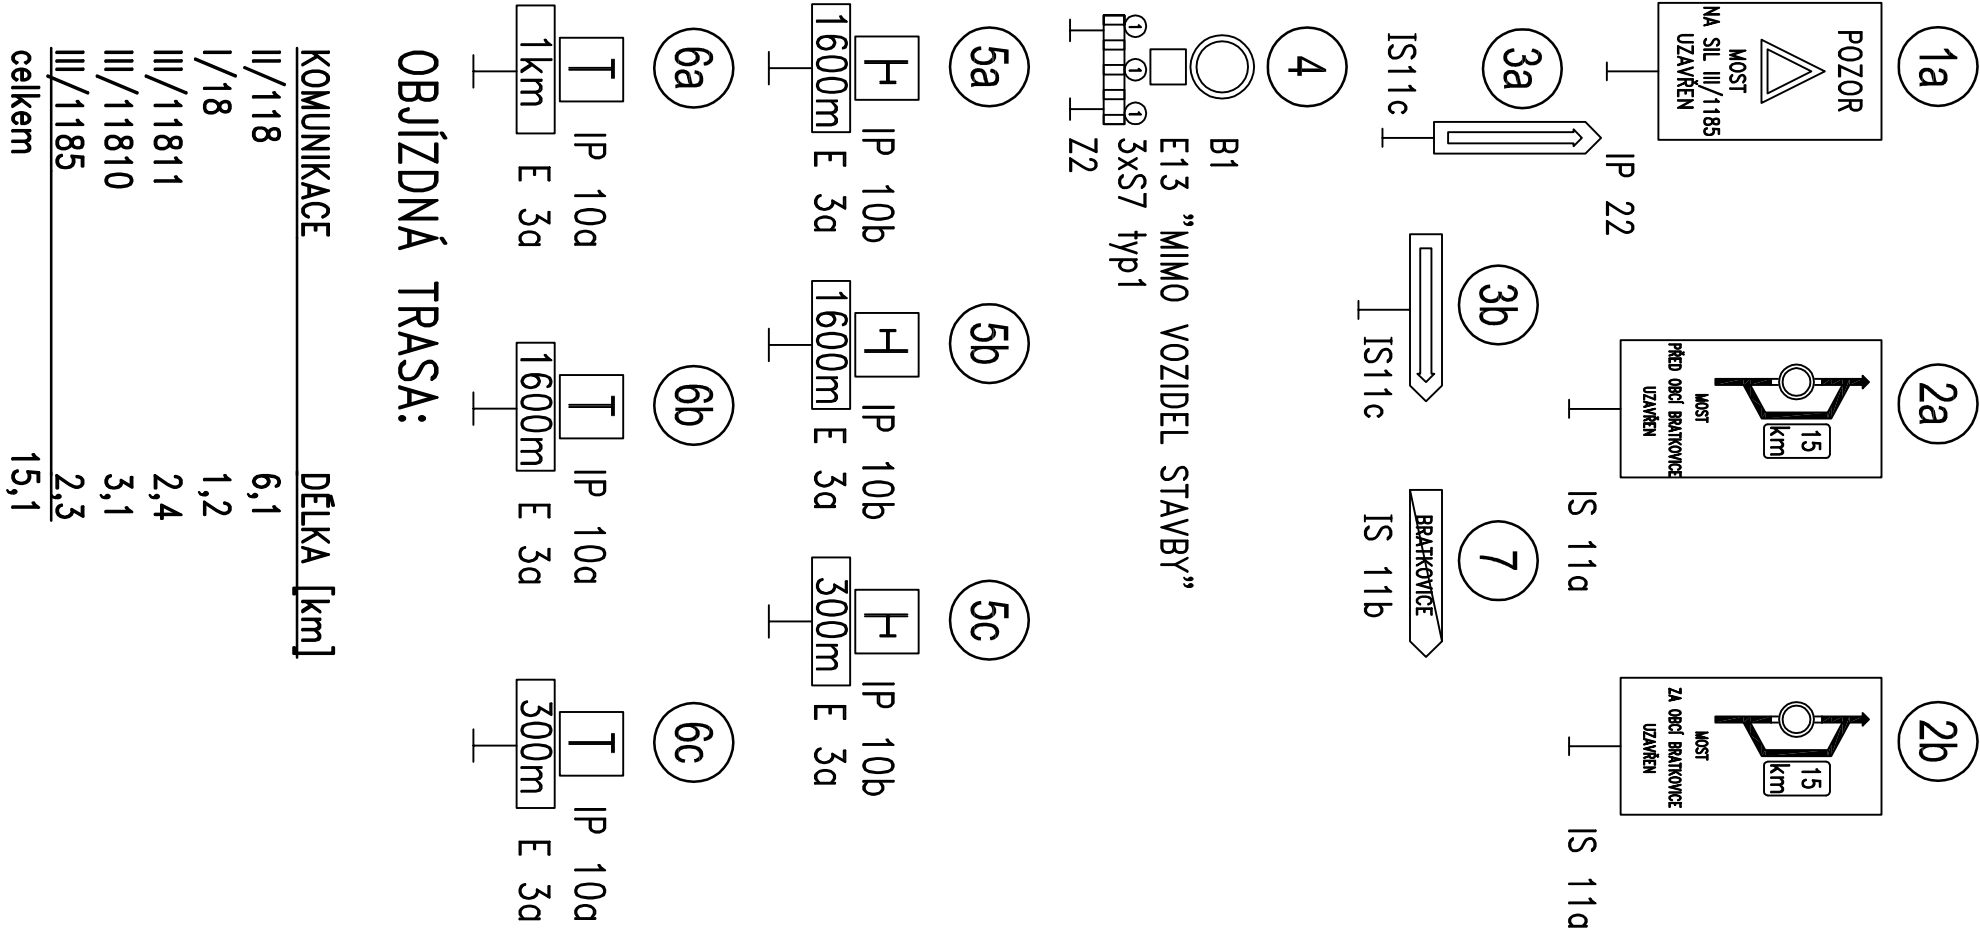 1a
POZOR
MOST
NA SIL III/1185
UZAVŘEN
IP 22
2a
15
km
MOST
PŘED OBCÍ BRATKOVICE
UZAVŘEN
IS 11a
2b
15
km
MOST
ZA OBCÍ BRATKOVICE
UZAVŘEN
IS 11a
3a
IS11c
3b
IS11c
7
BRATKOVICE
IS 11b
4
1
1
1
B1
E13 "MIMO VOZIDEL STAVBY"
3xS7 typ1
Z2
5a
1600m
IP 10b
E 3a
5b
1600m
IP 10b
E 3a
5c
300m
IP 10b
E 3a
6a
1km
IP 10a
E 3a
6b
1600m
IP 10a
E 3a
6c
300m
IP 10a
E 3a
OBJÍZDNÁ TRASA:
KOMUNIKACE DÉLKA [km]
II/118 6,1
I/18 1,2
III/11811 2,4
III/11810 3,1
III/1185 2,3
celkem 15,1